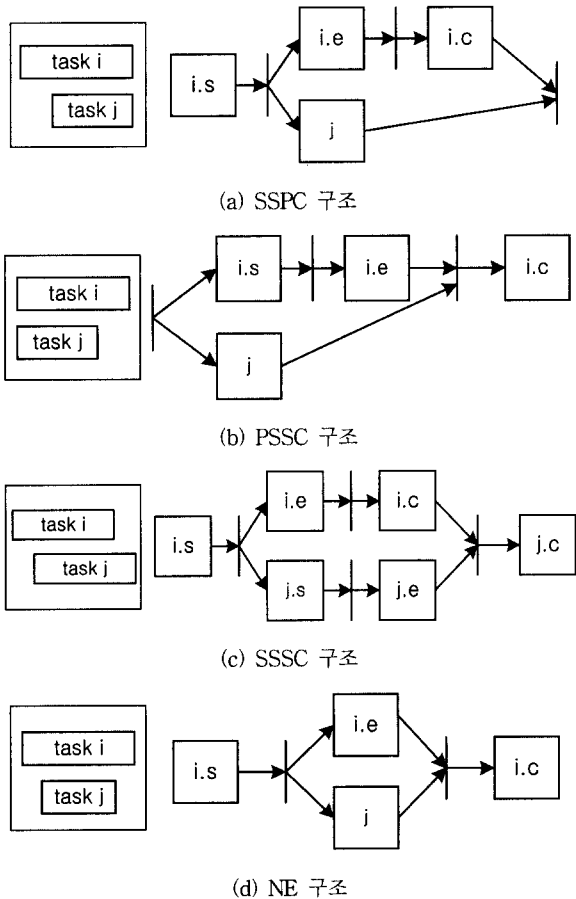 task i
task j
i.s
i.e
i.c
j
(a) SSPC 구조
task i
task j
i.s
i.e
i.c
j
(b) PSSC 구조
task i
task j
i.s
i.e
i.c
j.s
j.e
j.c
(c) SSSC 구조
task i
task j
i.s
i.e
j
i.c
(d) NE 구조